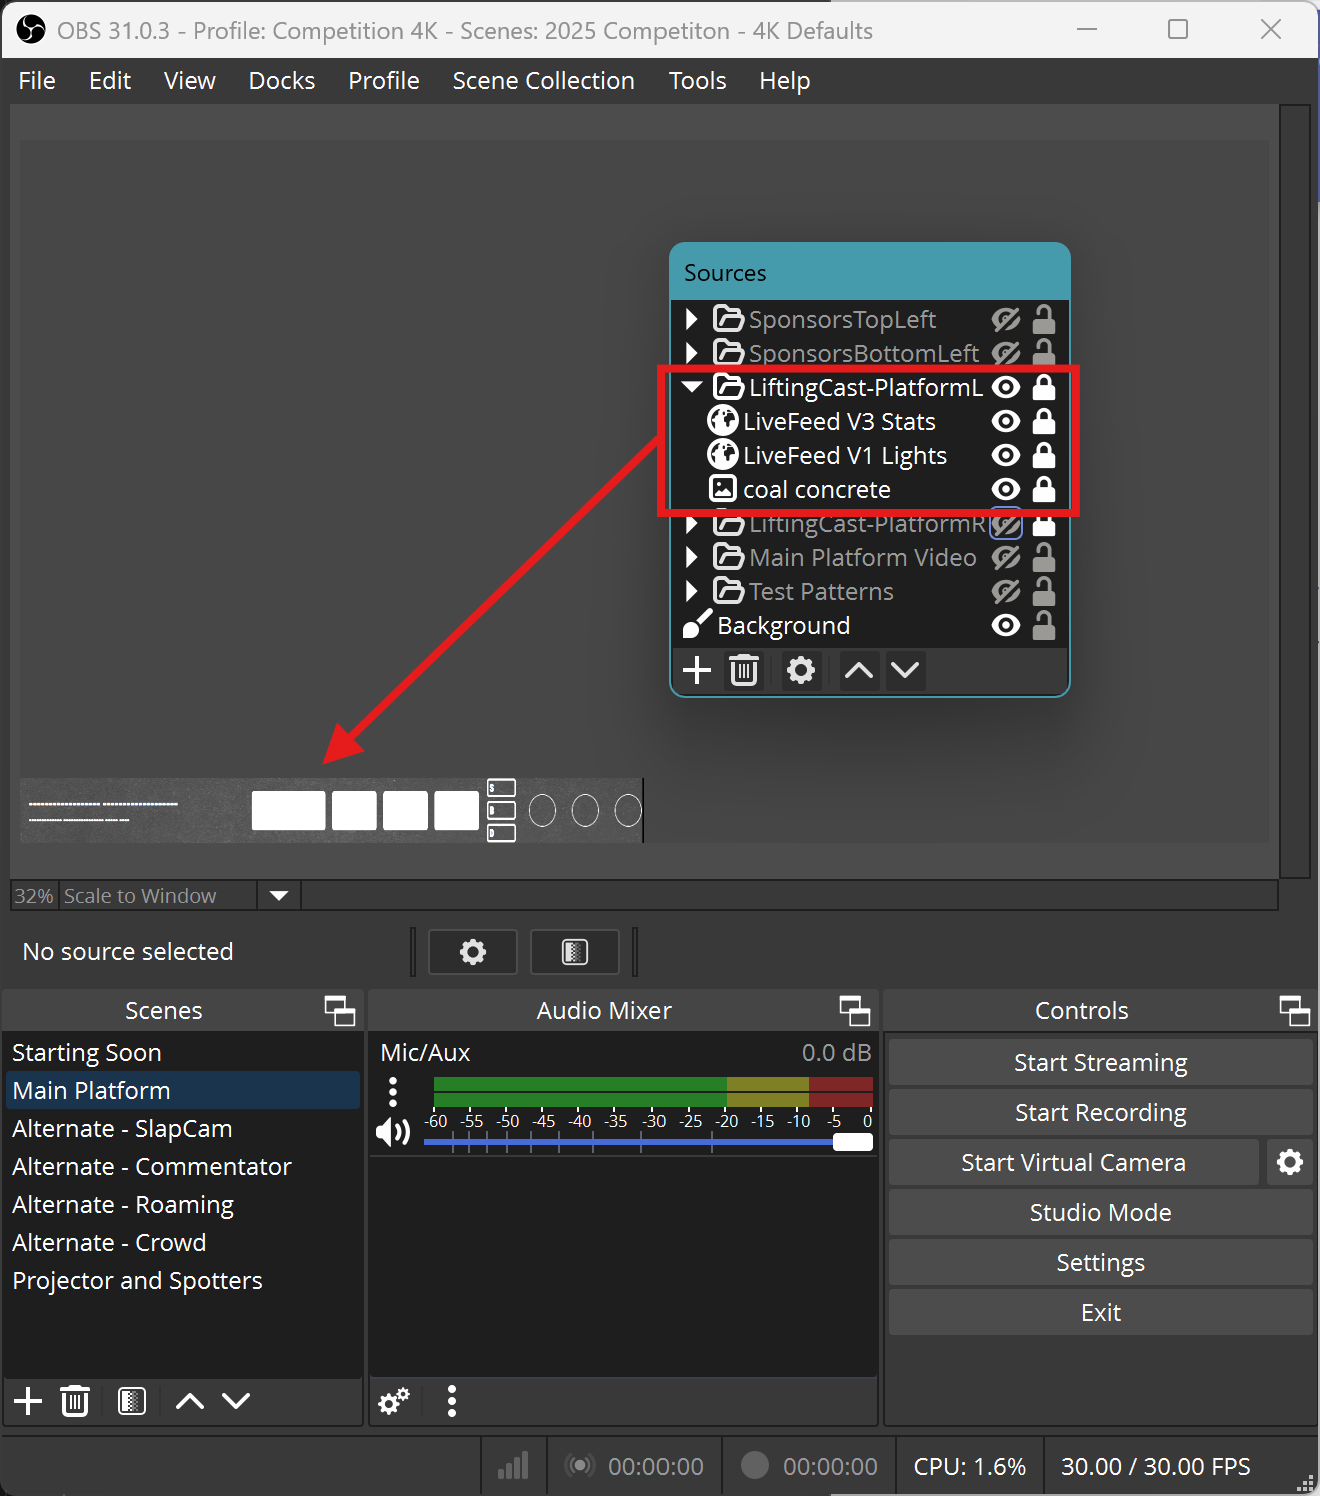 OBS 31.0.3 - Profile: Competition 4K - Scenes: 2025 Competiton - 4K Defaults
File Edit View Docks Profile Scene Collection Tools Help
Sources
SponsorsTopLeft
SponsorsBottomLeft
LiftingCast-PlatformL
LiveFeed V3 Stats
LiveFeed V1 Lights
coal concrete
LiftingCast-PlatformR
Main Platform Video
Test Patterns
Background
S
B
D
32% Scale to Window
No source selected
Scenes
Starting Soon
Main Platform
Alternate - SlapCam
Alternate - Commentator
Alternate - Roaming
Alternate - Crowd
Projector and Spotters
Audio Mixer
Mic/Aux 0.0 dB
-60 -55 -50 -45 -40 -35 -30 -25 -20 -15 -10 -5 0
Controls
Start Streaming
Start Recording
Start Virtual Camera
Studio Mode
Settings
Exit
00:00:00 00:00:00 CPU: 1.6% 30.00 / 30.00 FPS